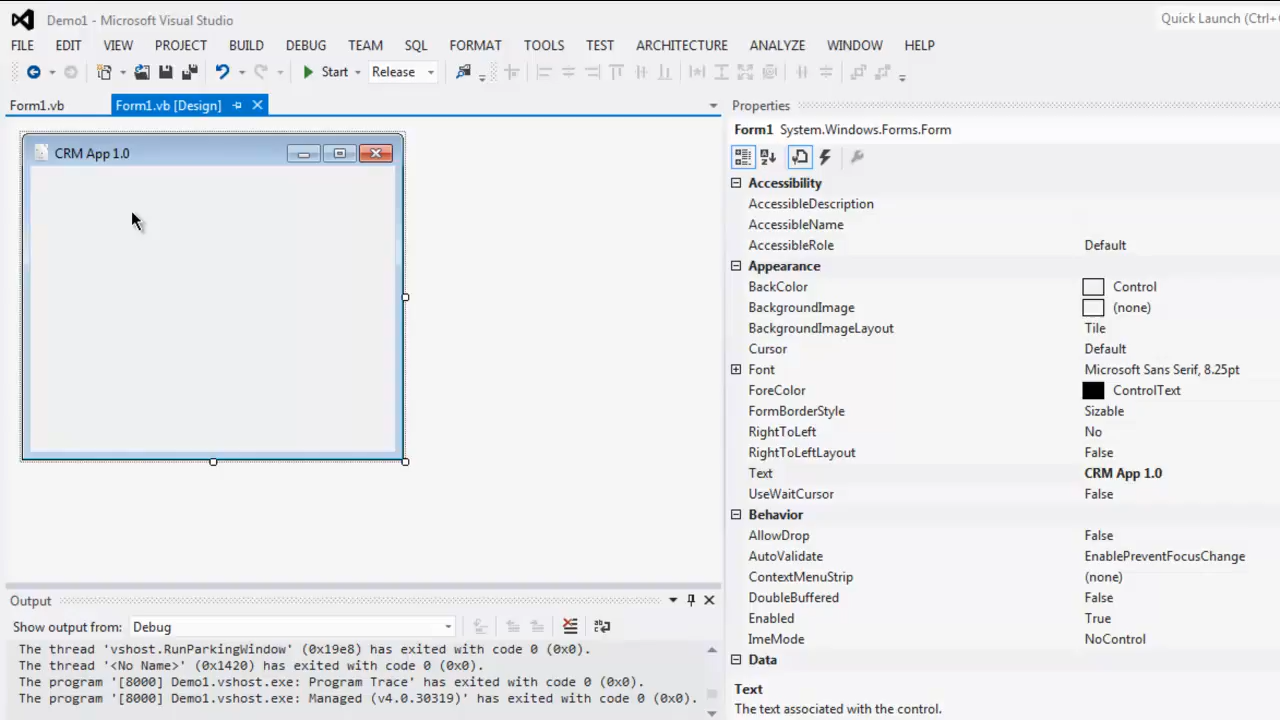 Demo1 - Microsoft Visual Studio
Quick Launch (Ctrl+
FILE EDIT VIEW PROJECT BUILD DEBUG TEAM SQL FORMAT TOOLS TEST ARCHITECTURE ANALYZE WINDOW HELP
Start Release
Form1.vb Form1.vb [Design]
CRM App 1.0
Properties
Form1 System.Windows.Forms.Form
Accessibility
AccessibleDescription
AccessibleName
AccessibleRole Default
Appearance
BackColor Control
BackgroundImage (none)
BackgroundImageLayout Tile
Cursor Default
Font Microsoft Sans Serif, 8.25pt
ForeColor ControlText
FormBorderStyle Sizable
RightToLeft No
RightToLeftLayout False
Text CRM App 1.0
UseWaitCursor False
Behavior
AllowDrop False
AutoValidate EnablePreventFocusChange
ContextMenuStrip (none)
DoubleBuffered False
Enabled True
ImeMode NoControl
Data
Text
The text associated with the control.
Output
Show output from: Debug
The thread 'vshost.RunParkingWindow' (0x19e8) has exited with code 0 (0x0).
The thread '<No Name>' (0x1420) has exited with code 0 (0x0).
The program '[8000] Demo1.vshost.exe: Program Trace' has exited with code 0 (0x0).
The program '[8000] Demo1.vshost.exe: Managed (v4.0.30319)' has exited with code 0 (0x0).